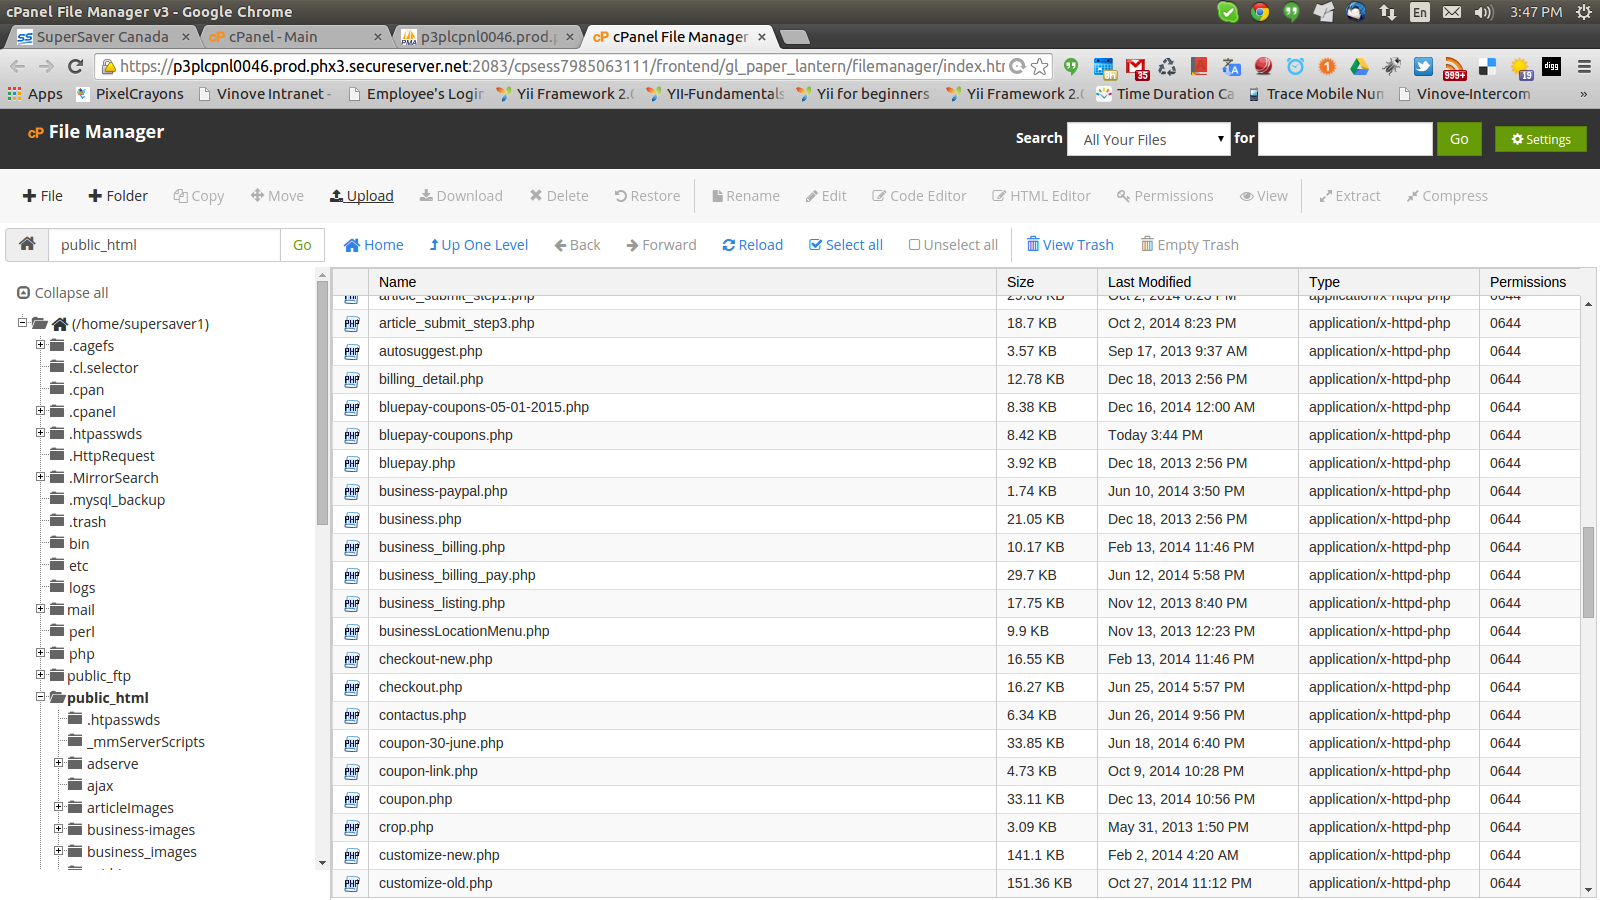 cPanel File Manager v3 - Google Chrome
En 3:47 PM
SuperSaver Canada × cPanel - Main × p3plcpnl0046.prod. × cPanel File Manager ×
https://p3plcpnl0046.prod.phx3.secureserver.net:2083/cpsess7985063111/frontend/gl_paper_lantern/filemanager/index.htm
Apps PixelCrayons Vinove Intranet - Employee's Login Yii Framework 2.0 YII-Fundamentals Yii for beginners Yii Framework 2.0 Time Duration Ca Trace Mobile Num Vinove-Intercom »
cP File Manager
Search All Your Files for Go Settings
File Folder Copy Move Upload Download Delete Restore Rename Edit Code Editor HTML Editor Permissions View Extract Compress
public_html Go Home Up One Level Back Forward Reload Select all Unselect all View Trash Empty Trash
Collapse all
(/home/supersaver1)
.cagefs
.cl.selector
.cpan
.cpanel
.htpasswds
.HttpRequest
.MirrorSearch
.mysql_backup
.trash
bin
etc
logs
mail
perl
php
public_ftp
public_html
.htpasswds
_mmServerScripts
adserve
ajax
articleImages
business-images
business_images
Name Size Last Modified Type Permissions
article_submit_step1.php 29.68 KB Oct 2, 2014 8:23 PM application/x-httpd-php 0644
article_submit_step3.php 18.7 KB Oct 2, 2014 8:23 PM application/x-httpd-php 0644
autosuggest.php 3.57 KB Sep 17, 2013 9:37 AM application/x-httpd-php 0644
billing_detail.php 12.78 KB Dec 18, 2013 2:56 PM application/x-httpd-php 0644
bluepay-coupons-05-01-2015.php 8.38 KB Dec 16, 2014 12:00 AM application/x-httpd-php 0644
bluepay-coupons.php 8.42 KB Today 3:44 PM application/x-httpd-php 0644
bluepay.php 3.92 KB Dec 18, 2013 2:56 PM application/x-httpd-php 0644
business-paypal.php 1.74 KB Jun 10, 2014 3:50 PM application/x-httpd-php 0644
business.php 21.05 KB Dec 18, 2013 2:56 PM application/x-httpd-php 0644
business_billing.php 10.17 KB Feb 13, 2014 11:46 PM application/x-httpd-php 0644
business_billing_pay.php 29.7 KB Jun 12, 2014 5:58 PM application/x-httpd-php 0644
business_listing.php 17.75 KB Nov 12, 2013 8:40 PM application/x-httpd-php 0644
businessLocationMenu.php 9.9 KB Nov 13, 2013 12:23 PM application/x-httpd-php 0644
checkout-new.php 16.55 KB Feb 13, 2014 11:46 PM application/x-httpd-php 0644
checkout.php 16.27 KB Jun 25, 2014 5:57 PM application/x-httpd-php 0644
contactus.php 6.34 KB Jun 26, 2014 9:56 PM application/x-httpd-php 0644
coupon-30-june.php 33.85 KB Jun 18, 2014 6:40 PM application/x-httpd-php 0644
coupon-link.php 4.73 KB Oct 9, 2014 10:28 PM application/x-httpd-php 0644
coupon.php 33.11 KB Dec 13, 2014 10:56 PM application/x-httpd-php 0644
crop.php 3.09 KB May 31, 2013 1:50 PM application/x-httpd-php 0644
customize-new.php 141.1 KB Feb 2, 2014 4:20 AM application/x-httpd-php 0644
customize-old.php 151.36 KB Oct 27, 2014 11:12 PM application/x-httpd-php 0644